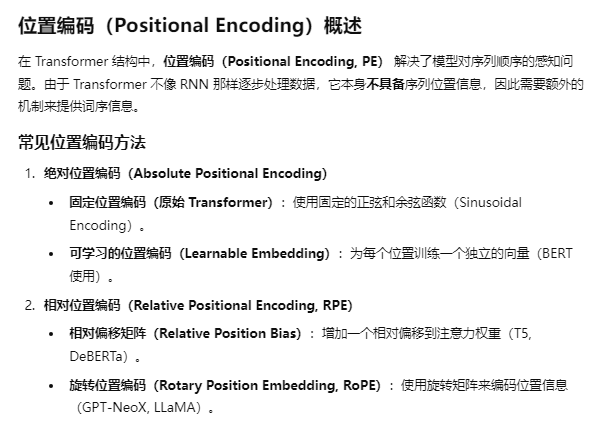 位置编码（Positional Encoding）概述
在 Transformer 结构中，位置编码（Positional Encoding, PE） 解决了模型对序列顺序的感知问
题。由于 Transformer 不像 RNN 那样逐步处理数据，它本身不具备序列位置信息，因此需要额外的
机制来提供词序信息。
常见位置编码方法
1. 绝对位置编码（Absolute Positional Encoding）
• 固定位置编码（原始 Transformer）：使用固定的正弦和余弦函数（Sinusoidal
Encoding）。
• 可学习的位置编码（Learnable Embedding）：为每个位置训练一个独立的向量（BERT
使用）。
2. 相对位置编码（Relative Positional Encoding, RPE）
• 相对偏移矩阵（Relative Position Bias）：增加一个相对偏移到注意力权重（T5,
DeBERTa）。
• 旋转位置编码（Rotary Position Embedding, RoPE）：使用旋转矩阵来编码位置信息
（GPT-NeoX, LLaMA）。